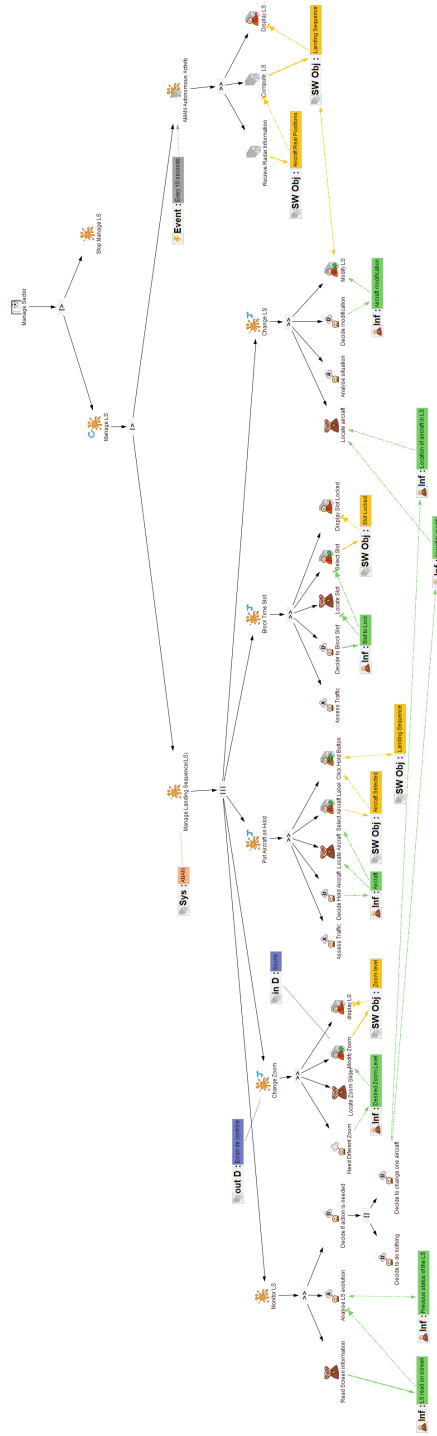 Manage Sector
[>
Manage LS
Stop Manage LS
|>
Manage Landing Sequence(LS)
Sys : AMAN
|||
AMAN Autonomous Activity
Event : Every 10 seconds
>>
Recieve Radar Information
Compute LS
Display LS
SW Obj : Aircraft Real Positions
SW Obj : Landing Sequence
Monitor LS
>>
Read Screen information
Analise LS evolution
Decide if action is needed
[]
Decide to do nothing
Decide to change one aircraft
Inf : LS read on screen
Inf : Previous status of the LS
Change Zoom
out D : Ecran de contrôle
>>
Need Different Zoom
Locate Zoom Slide
Modify Zoom
display LS
in D : Souris
Inf : Desired Zoom Level
SW Obj : Zoom level
Put Aircraft on Hold
>>
Assess Traffic
Decide Hold Aircraft
Locate Aircraft
Select Aircraft Label
Click Hold Button
Inf : Aircraft
SW Obj : Aircraft Selected
SW Obj : Landing Sequence
Block Time Slot
>>
Assess Traffic
Decide to Block Slot
Locate Slot
Select Slot
Display Slot Locked
Inf : Slot to Lock
SW Obj : Slot Locked
Change LS
>>
Locate aircraft
Analyse situation
Decide modification
Modify LS
Inf : Aircraft modification
Inf : Location of aircraft in LS
Inf :